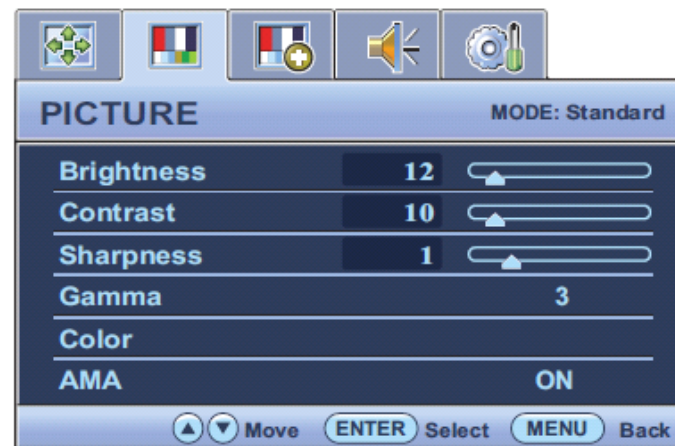 PICTURE MODE: Standard
Brightness 12
Contrast 10
Sharpness 1
Gamma 3
Color
AMA ON
Move ENTER Select MENU Back